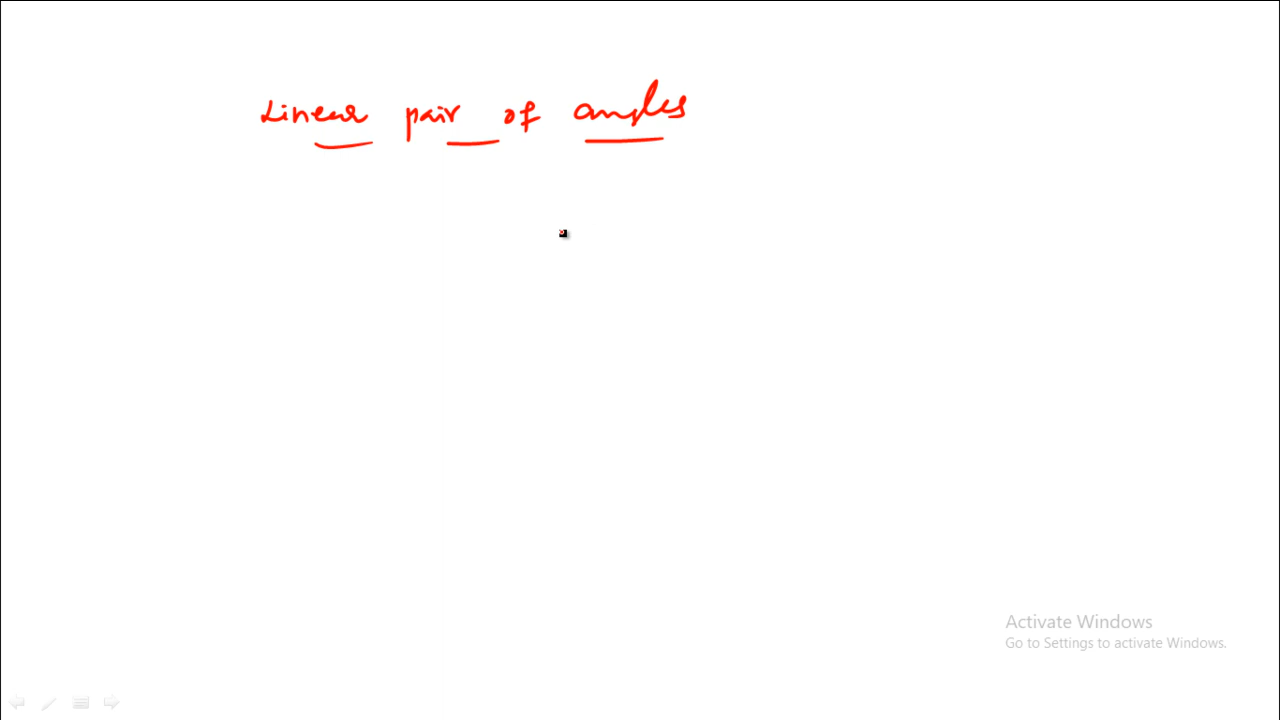 Linear pair of angles
Activate Windows
Go to Settings to activate Windows.